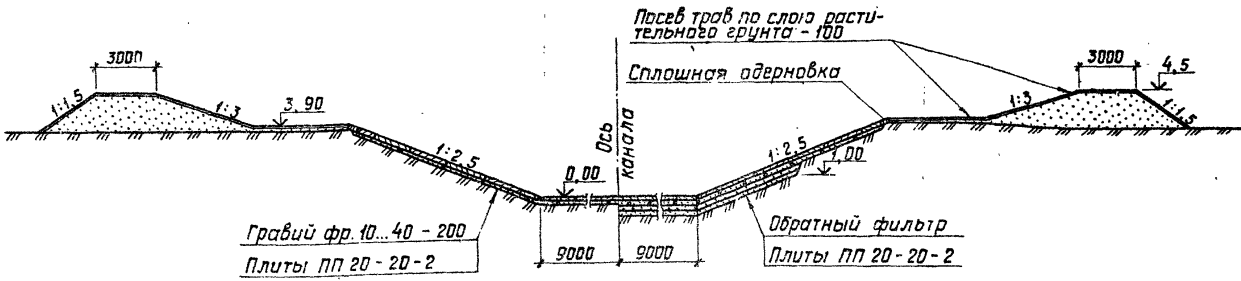 Посев трав по слою расти-
тельного грунта - 100
3000
3000
4,5
Сплошная одерновка
1:1,5
1:3
3,90
1:3
1:1,5
1:2,5
Ось
канала
1:2,5
1,00
0,00
Гравий фр. 10...40 - 200
Плиты ПП 20-20-2
9000
9000
Обратный фильтр
Плиты ПП 20-20-2